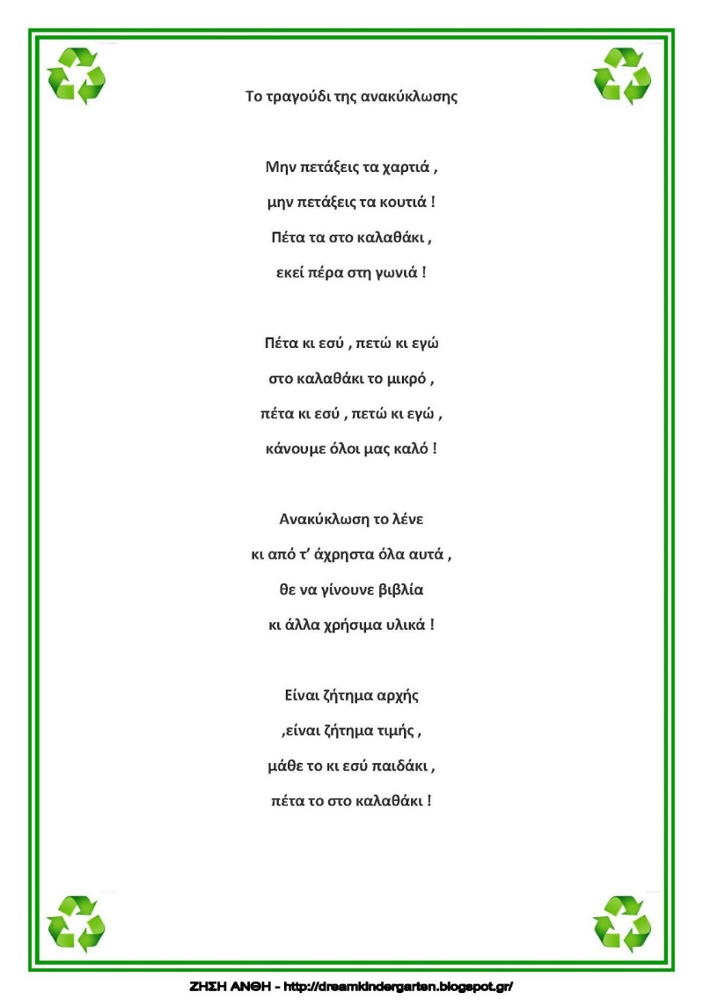 Το τραγούδι της ανακύκλωσης
Μην πετάξεις τα χαρτιά ,
μην πετάξεις τα κουτιά !
Πέτα τα στο καλαθάκι ,
εκεί πέρα στη γωνιά !
Πέτα κι εσύ , πετώ κι εγώ
στο καλαθάκι το μικρό ,
πέτα κι εσύ , πετώ κι εγώ ,
κάνουμε όλοι μας καλό !
Ανακύκλωση το λένε
κι από τ’ άχρηστα όλα αυτά ,
θε να γίνουνε βιβλία
κι άλλα χρήσιμα υλικά !
Είναι ζήτημα αρχής
,είναι ζήτημα τιμής ,
μάθε το κι εσύ παιδάκι ,
πέτα το στο καλαθάκι !
ΖΗΣΗ ΑΝΘΗ - http://dreamkindergarten.blogspot.gr/